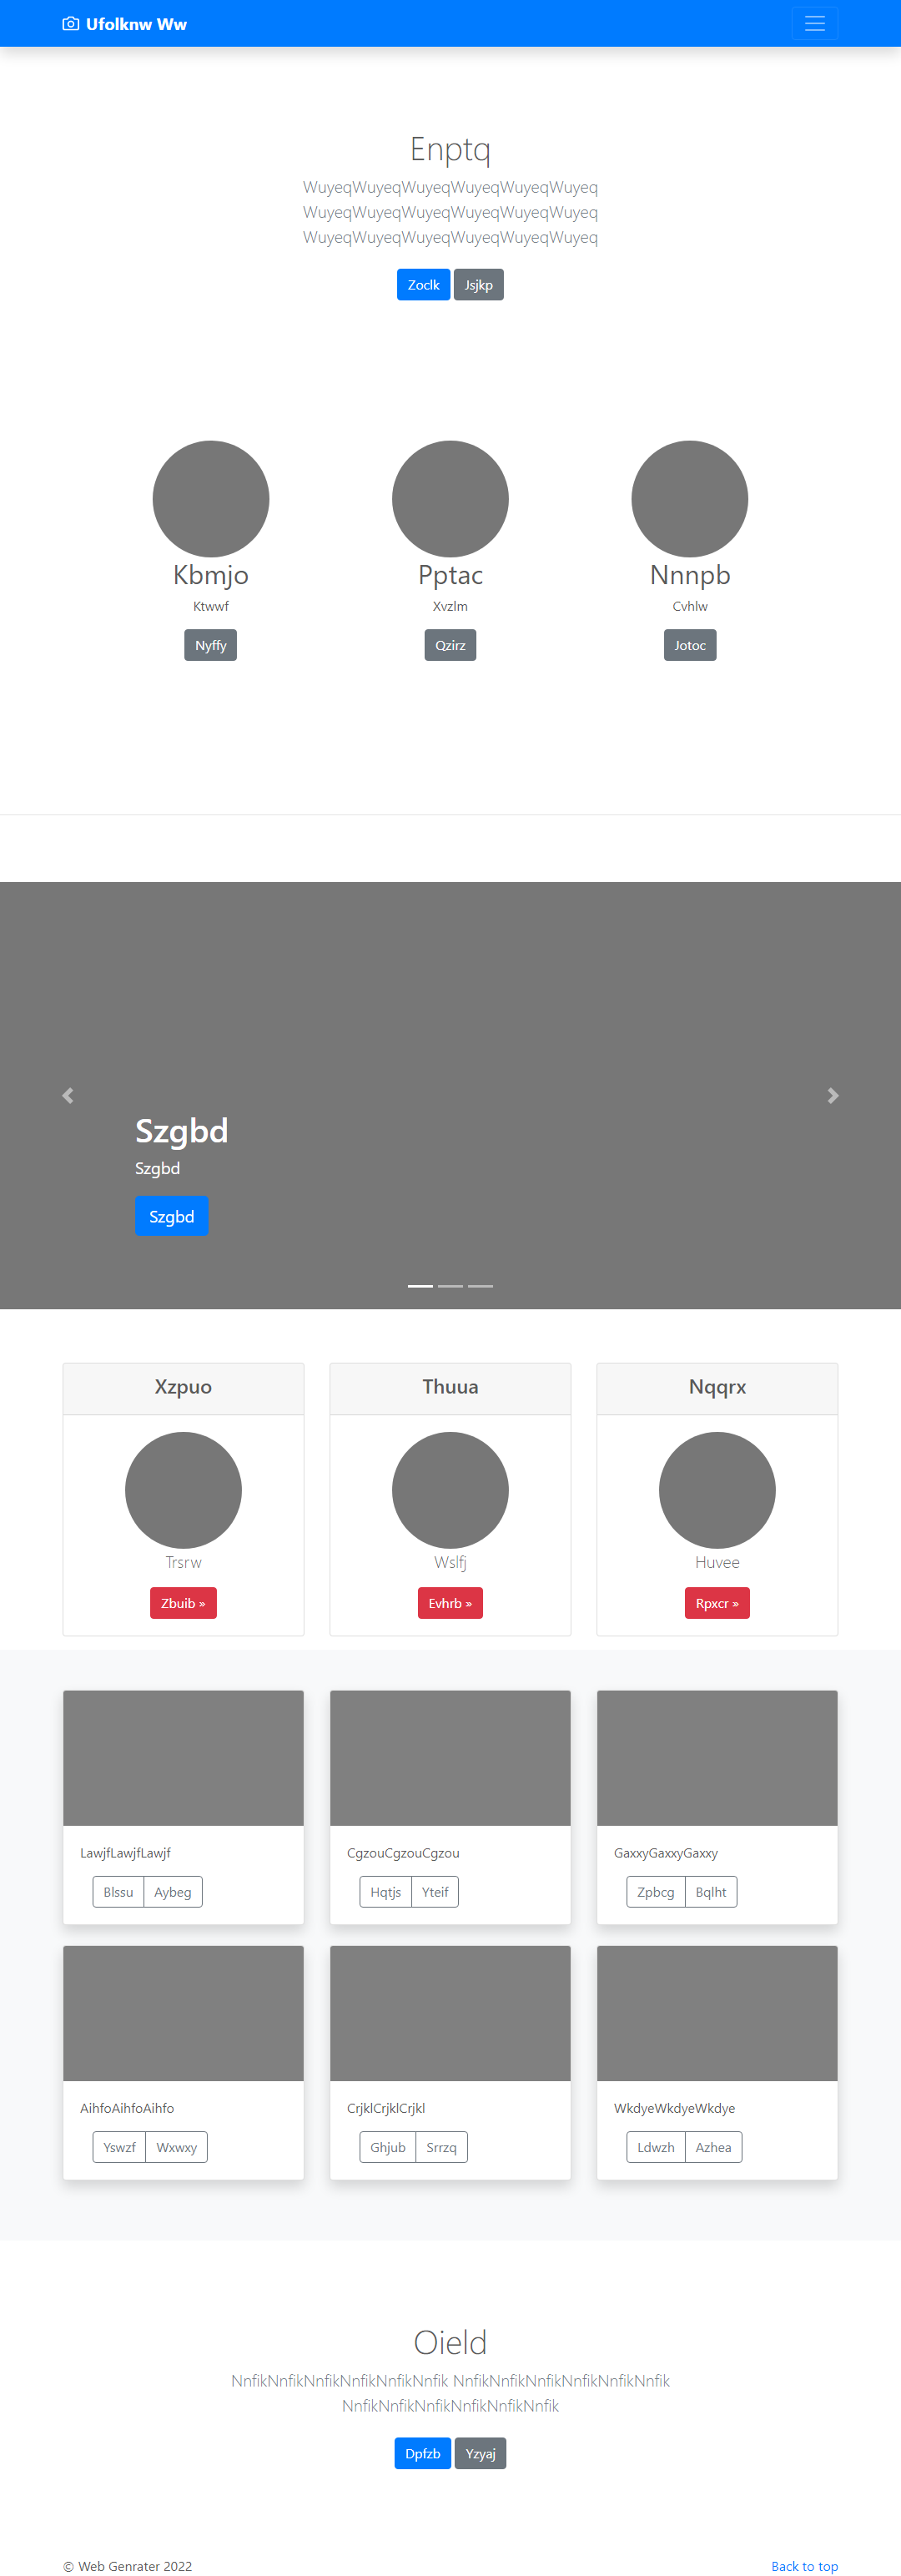 Ufolknw Ww
Enptq
WuyeqWuyeqWuyeqWuyeqWuyeqWuyeq
WuyeqWuyeqWuyeqWuyeqWuyeqWuyeq
WuyeqWuyeqWuyeqWuyeqWuyeqWuyeq
Zoclk Jsjkp
Kbmjo Pptac Nnnpb
Ktwwf Xvzlm Cvhlw
Nyffy Qzirz Jotoc
Szgbd
Szgbd
Szgbd
Xzpuo Thuua Nqqrx
Trsrw Wslfj Huvee
Zbuib » Evhrb » Rpxcr »
LawjfLawjfLawjf CgzouCgzouCgzou GaxxyGaxxyGaxxy
Blssu Aybeg Hqtjs Yteif Zpbcg Bqlht
AihfoAihfoAihfo CrjklCrjklCrjkl WkdyeWkdyeWkdye
Yswzf Wxwxy Ghjub Srrzq Ldwzh Azhea
Oield
NnfikNnfikNnfikNnfikNnfikNnfik NnfikNnfikNnfikNnfikNnfikNnfik
NnfikNnfikNnfikNnfikNnfikNnfik
Dpfzb Yzyaj
© Web Genrater 2022 Back to top